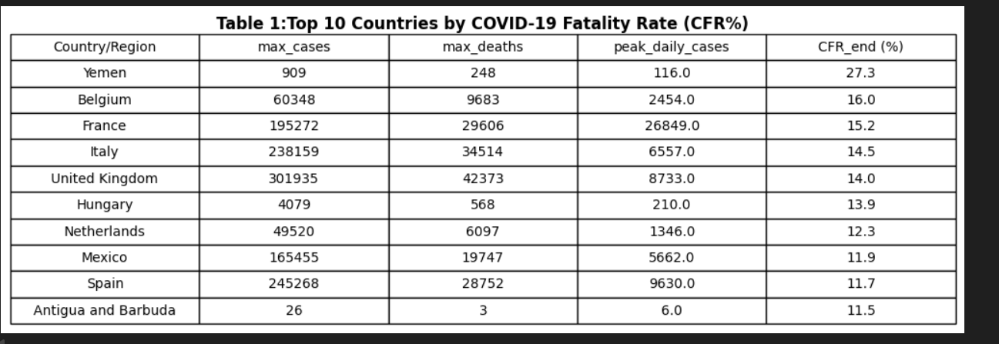 Table 1:Top 10 Countries by COVID-19 Fatality Rate (CFR%)
Country/Region max_cases max_deaths peak_daily_cases CFR_end (%)
Yemen 909 248 116.0 27.3
Belgium 60348 9683 2454.0 16.0
France 195272 29606 26849.0 15.2
Italy 238159 34514 6557.0 14.5
United Kingdom 301935 42373 8733.0 14.0
Hungary 4079 568 210.0 13.9
Netherlands 49520 6097 1346.0 12.3
Mexico 165455 19747 5662.0 11.9
Spain 245268 28752 9630.0 11.7
Antigua and Barbuda 26 3 6.0 11.5